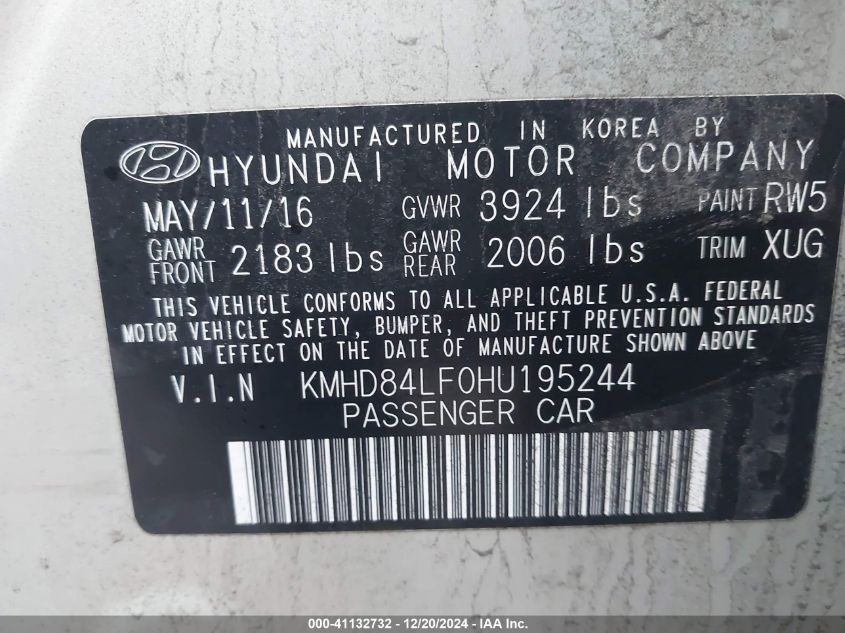 MANUFACTURED IN KOREA BY
HYUNDAI MOTOR COMPANY
MAY/11/16 GVWR 3924 lbs PAINT RW5
GAWR FRONT 2183 lbs GAWR REAR 2006 lbs TRIM XUG
THIS VEHICLE CONFORMS TO ALL APPLICABLE U.S.A. FEDERAL
MOTOR VEHICLE SAFETY, BUMPER, AND THEFT PREVENTION STANDARDS
IN EFFECT ON THE DATE OF MANUFACTURE SHOWN ABOVE
V.I.N KMHD84LF0HU195244
PASSENGER CAR
000-41132732 - 12/20/2024 - IAAI.COM